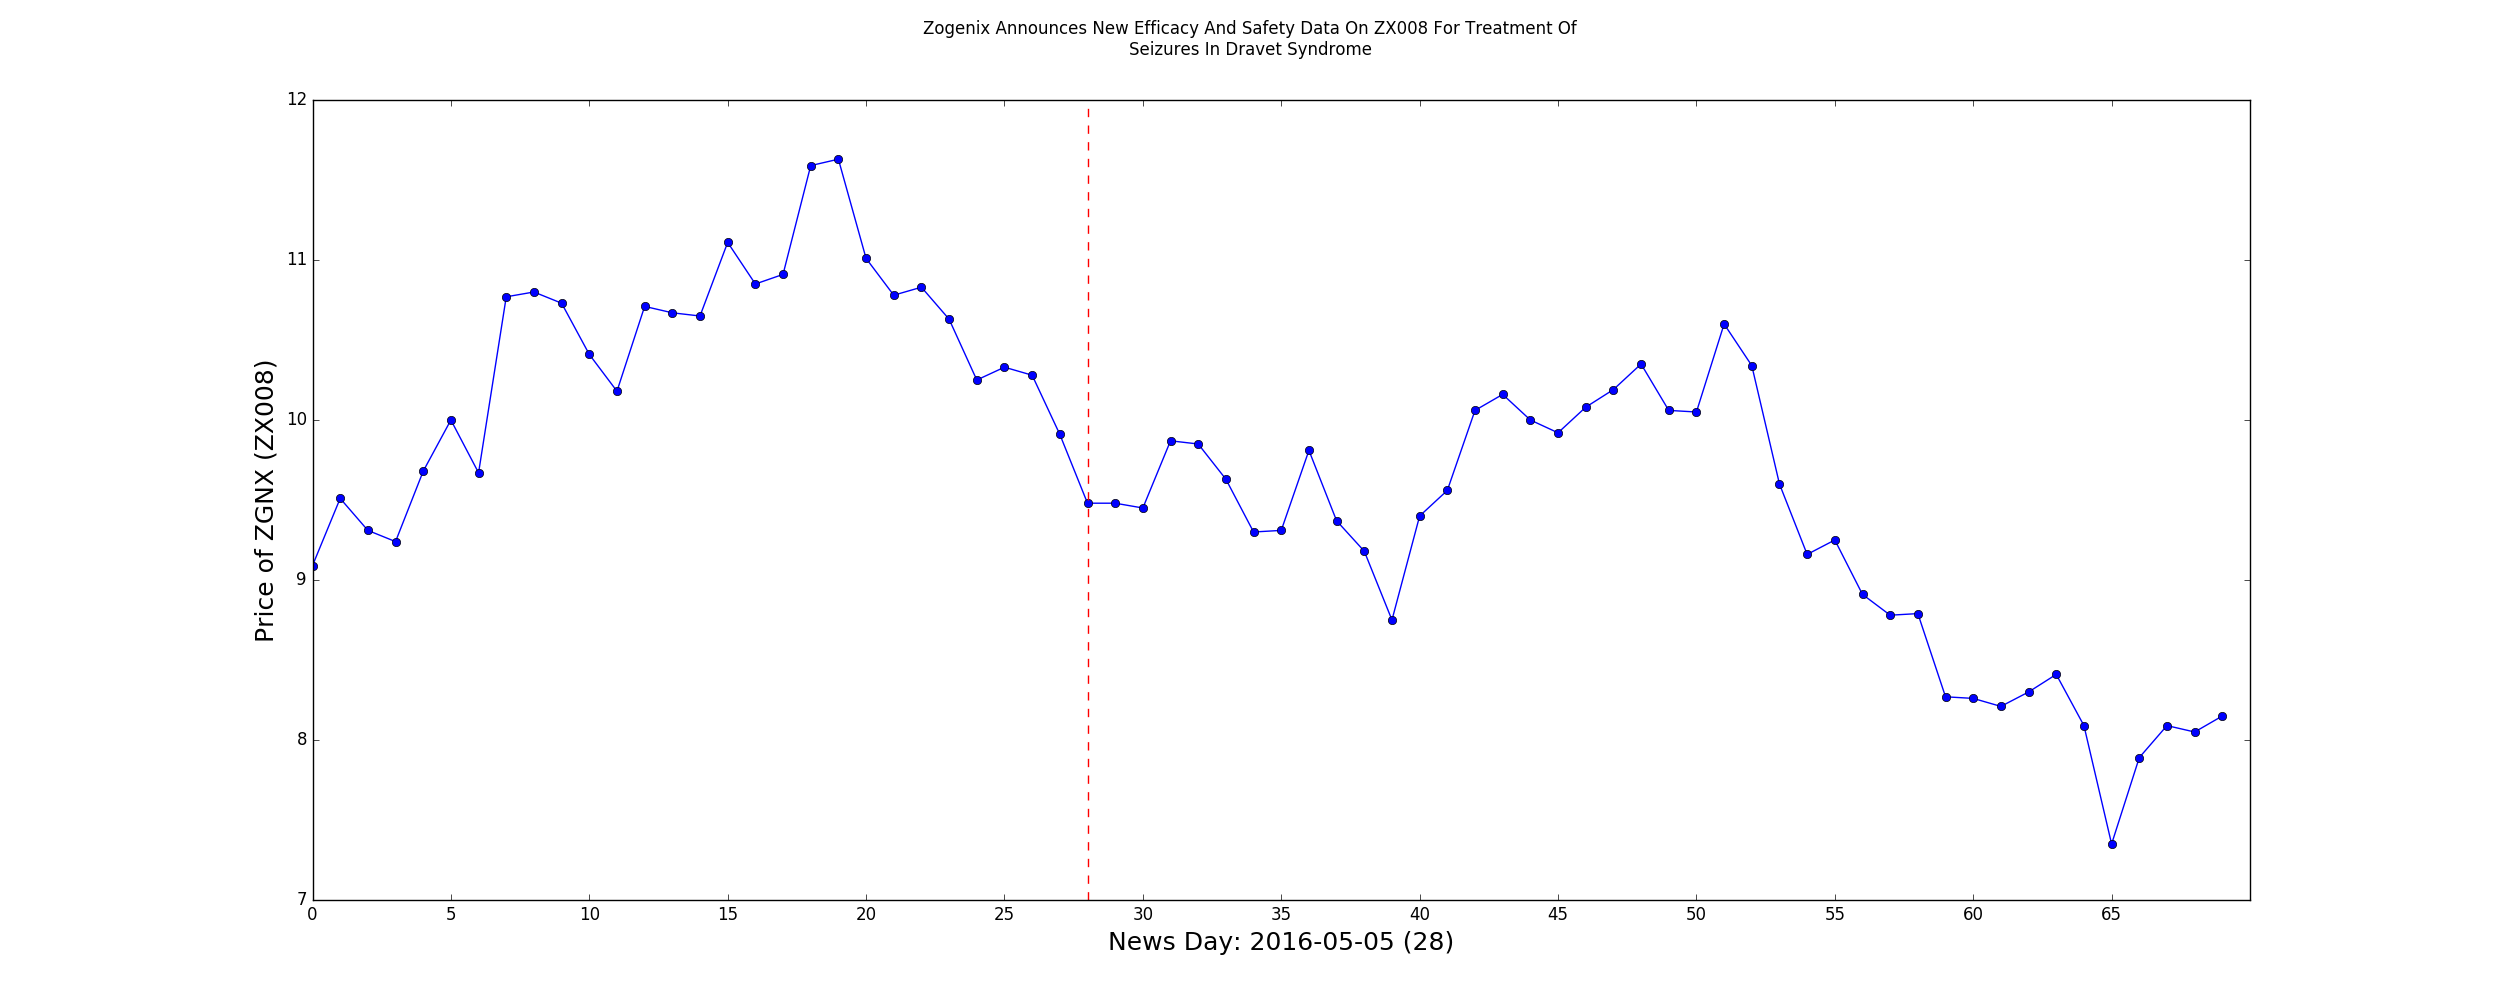 Zogenix Announces New Efficacy And Safety Data On ZX008 For Treatment Of
Seizures In Dravet Syndrome
12
11
10
9
8
7
Price of ZGNX (ZX008)
0 5 10 15 20 25 30 35 40 45 50 55 60 65
News Day: 2016-05-05 (28)